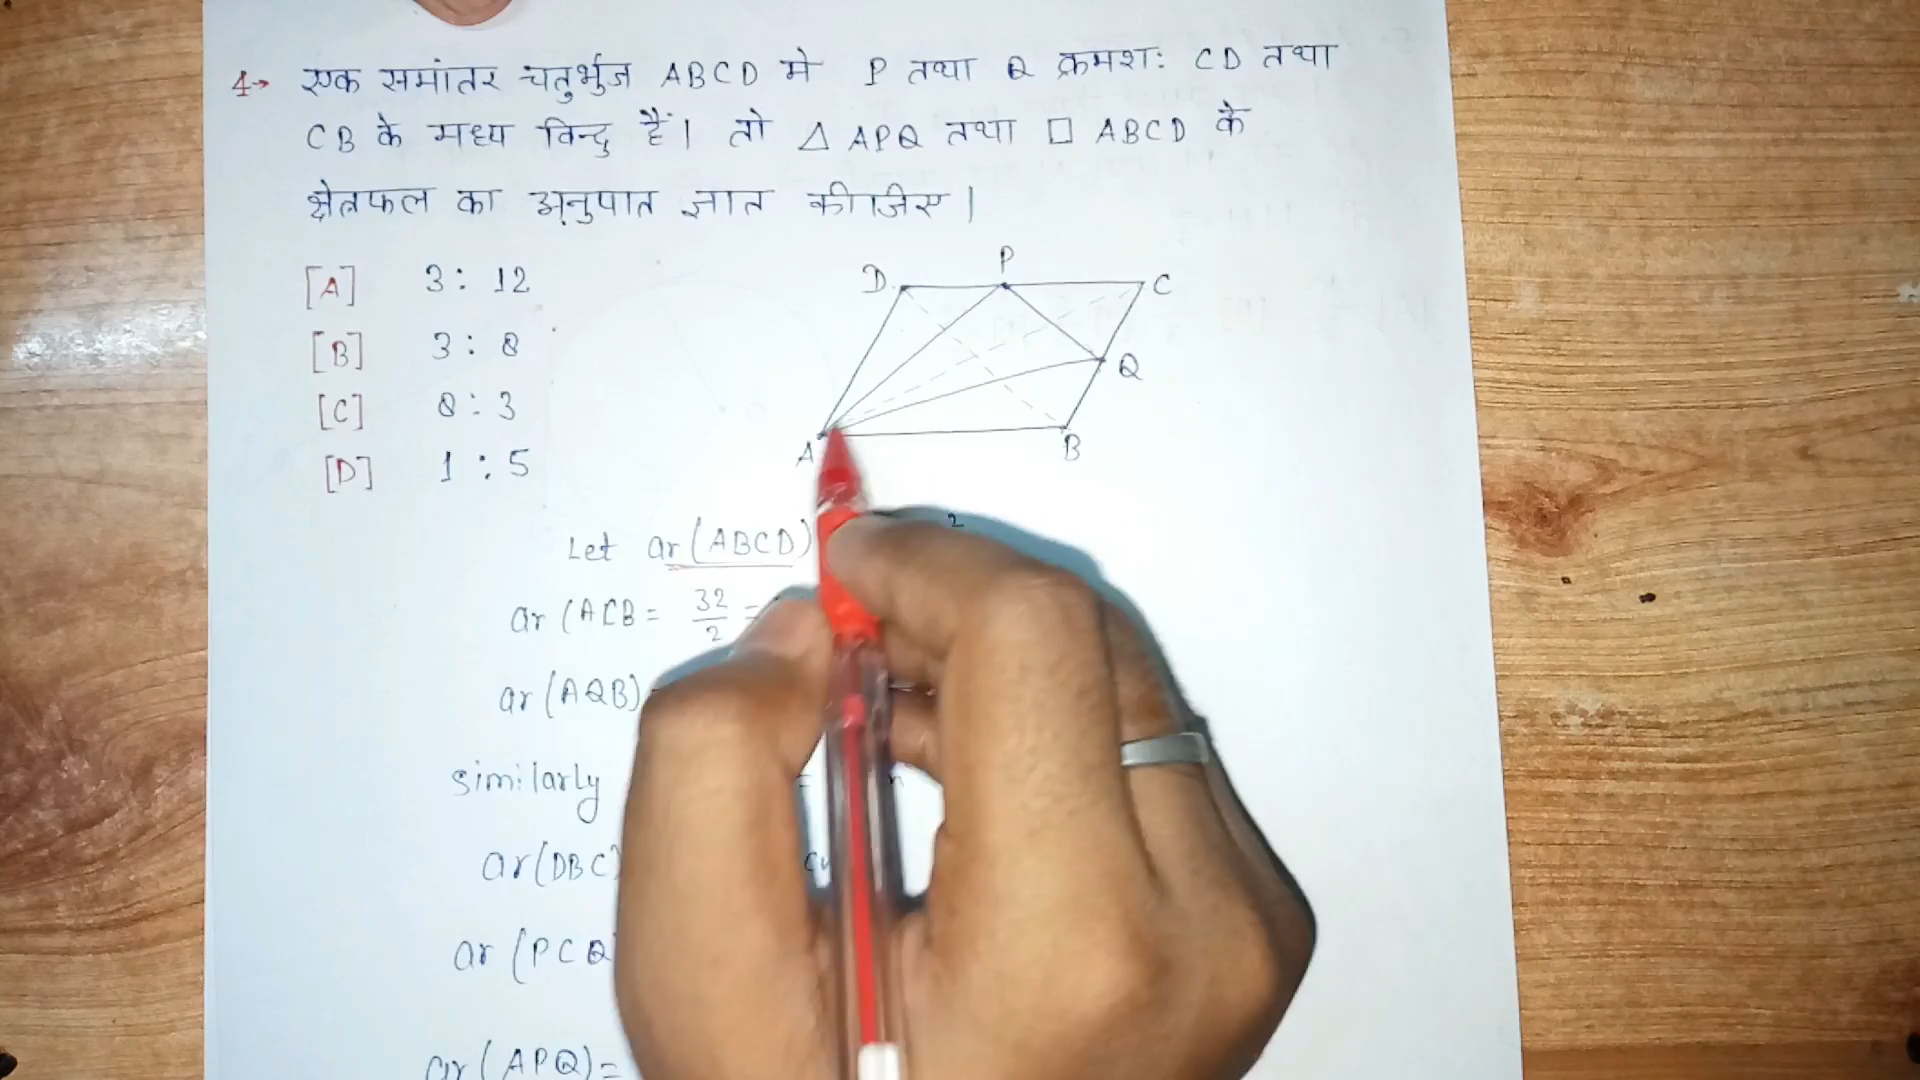 4→ एक समांतर चतुर्भुज ABCD मे P तथा Q क्रमशः CD तथा
CB के मध्य विन्दु हैं। तो △ APQ तथा □ ABCD के
क्षेत्रफल का अनुपात ज्ञात कीजिए।
[A] 3: 12
[B] 3: 8
[C] 8: 3
[D] 1: 5
D P C
Q
A B
Let ar(ABCD) 2
ar (ACB = 32/2 =
ar (AQB)
similarly =
ar(DBC)
ar (PCQ
ar (APQ)=